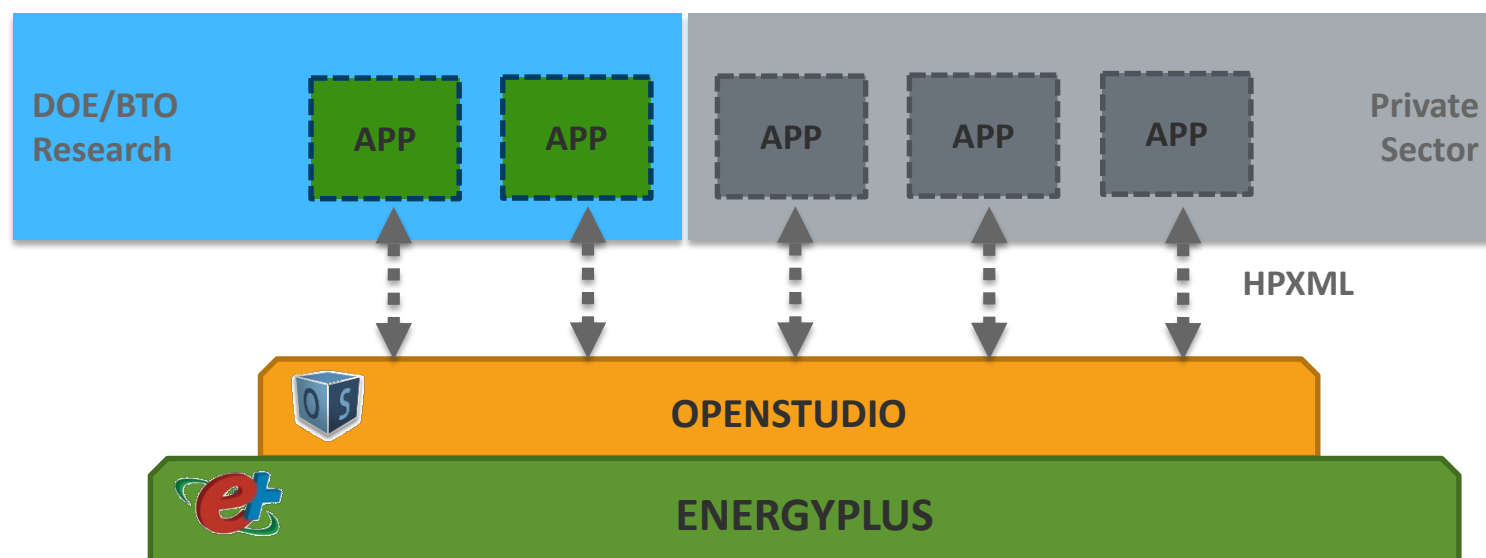 DOE/BTO
Research
APP
APP
APP
APP
APP
Private
Sector
HPXML
O S
OPENSTUDIO
e+
ENERGYPLUS